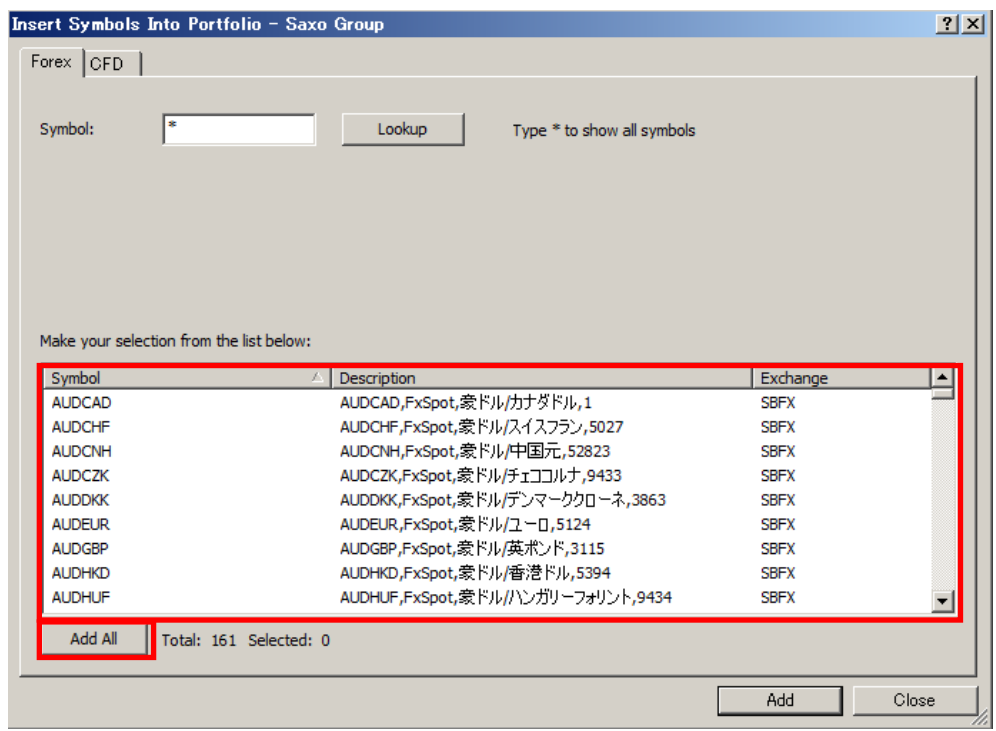 Insert Symbols Into Portfolio - Saxo Group
Forex CFD
Symbol: * Lookup Type * to show all symbols
Make your selection from the list below:
Symbol Description Exchange
AUDCAD AUDCAD,FxSpot,豪ドル/カナダドル,1 SBFX
AUDCHF AUDCHF,FxSpot,豪ドル/スイスフラン,5027 SBFX
AUDCNH AUDCNH,FxSpot,豪ドル/中国元,52823 SBFX
AUDCZK AUDCZK,FxSpot,豪ドル/チェココルナ,9433 SBFX
AUDDKK AUDDKK,FxSpot,豪ドル/デンマーククローネ,3863 SBFX
AUDEUR AUDEUR,FxSpot,豪ドル/ユーロ,5124 SBFX
AUDGBP AUDGBP,FxSpot,豪ドル/英ポンド,3115 SBFX
AUDHKD AUDHKD,FxSpot,豪ドル/香港ドル,5394 SBFX
AUDHUF AUDHUF,FxSpot,豪ドル/ハンガリーフォリント,9434 SBFX
Add All Total: 161 Selected: 0
Add Close